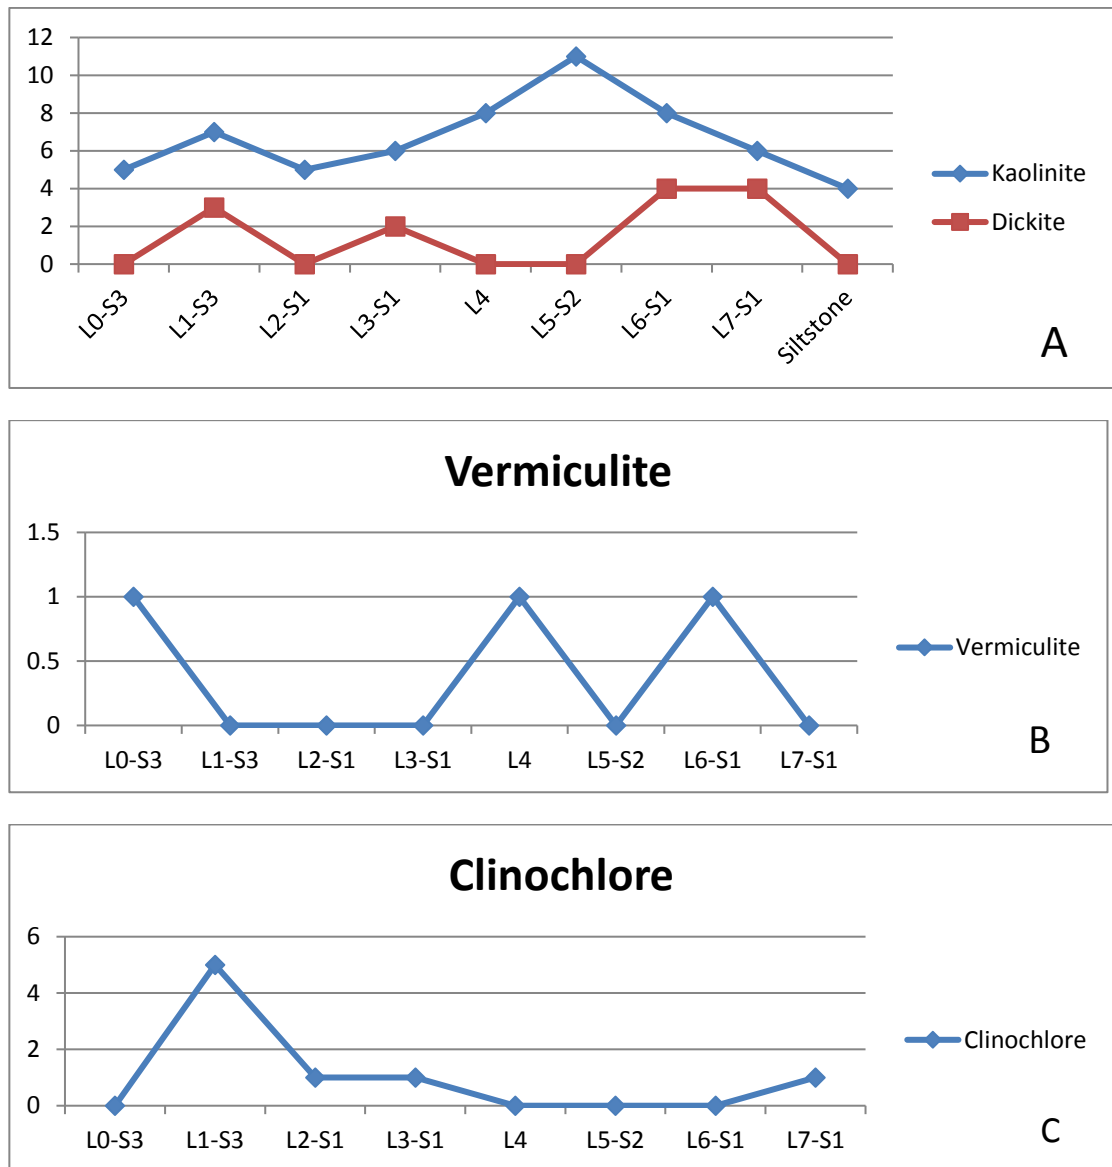 12
10
8
6
4
2
0
L0-S3
L1-S3
L2-S1
L3-S1
L4
L5-S2
L6-S1
L7-S1
Siltstone
Kaolinite
Dickite
A
Vermiculite
1.5
1
0.5
0
L0-S3 L1-S3 L2-S1 L3-S1 L4 L5-S2 L6-S1 L7-S1
Vermiculite
B
Clinochlore
6
4
2
0
L0-S3 L1-S3 L2-S1 L3-S1 L4 L5-S2 L6-S1 L7-S1
Clinochlore
C